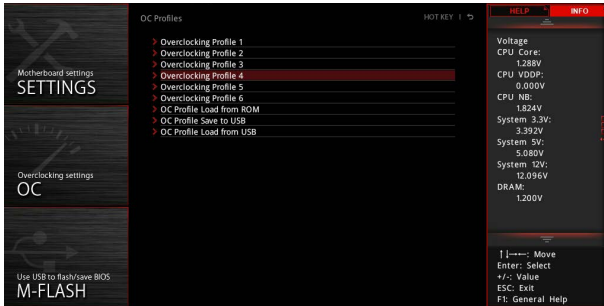 Motherboard settings
SETTINGS
Overclocking settings
OC
Use USB to flash/save BIOS
M-FLASH
OC Profiles
HOT KEY |
Overclocking Profile 1
Overclocking Profile 2
Overclocking Profile 3
Overclocking Profile 4
Overclocking Profile 5
Overclocking Profile 6
OC Profile Load from ROM
OC Profile Save to USB
OC Profile Load from USB
HELP
INFO
Voltage
CPU Core:
1.288V
CPU VDDP:
0.000V
CPU NB:
1.824V
System 3.3V:
3.392V
System 5V:
5.080V
System 12V:
12.096V
DRAM:
1.200V
↑↓→←: Move
Enter: Select
+/-: Value
ESC: Exit
F1: General Help